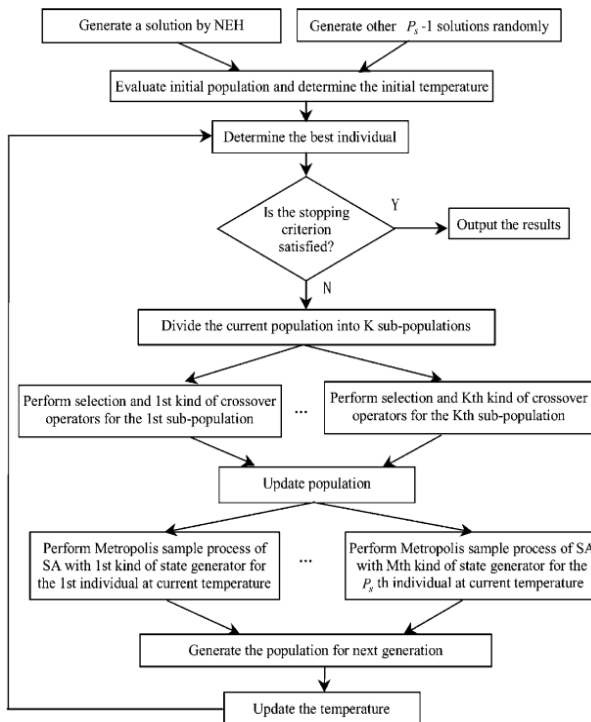 Generate a solution by NEH
Generate other Ps -1 solutions randomly
Evaluate initial population and determine the initial temperature
Determine the best individual
Is the stopping
criterion
satisfied?
Y
Output the results
N
Divide the current population into K sub-populations
Perform selection and 1st kind of crossover
operators for the 1st sub-population
...
Perform selection and Kth kind of crossover
operators for the Kth sub-population
Update population
Perform Metropolis sample process of
SA with 1st kind of state generator for
the 1st individual at current temperature
...
Perform Metropolis sample process of SA
with Mth kind of state generator for the
Ps th individual at current temperature
Generate the population for next generation
Update the temperature